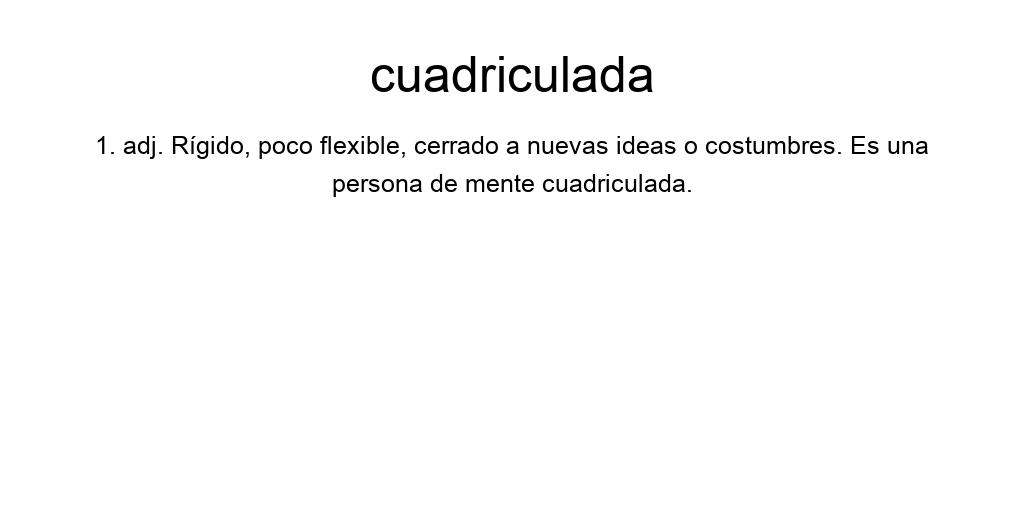 cuadriculada
1. adj. Rígido, poco flexible, cerrado a nuevas ideas o costumbres. Es una
persona de mente cuadriculada.